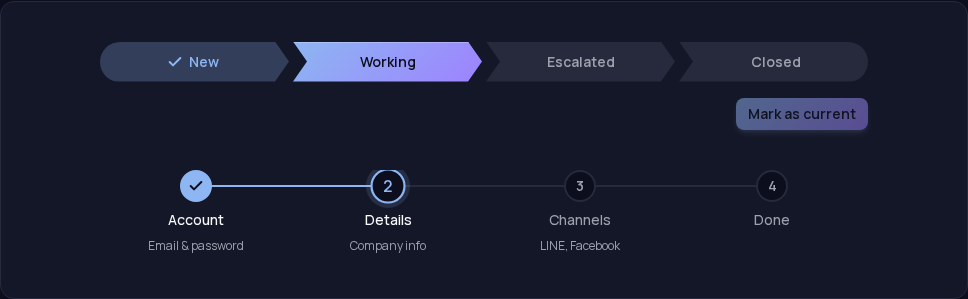 New
Working
Escalated
Closed
Mark as current
2
3
4
Account
Details
Channels
Done
Email & password
Company info
LINE, Facebook